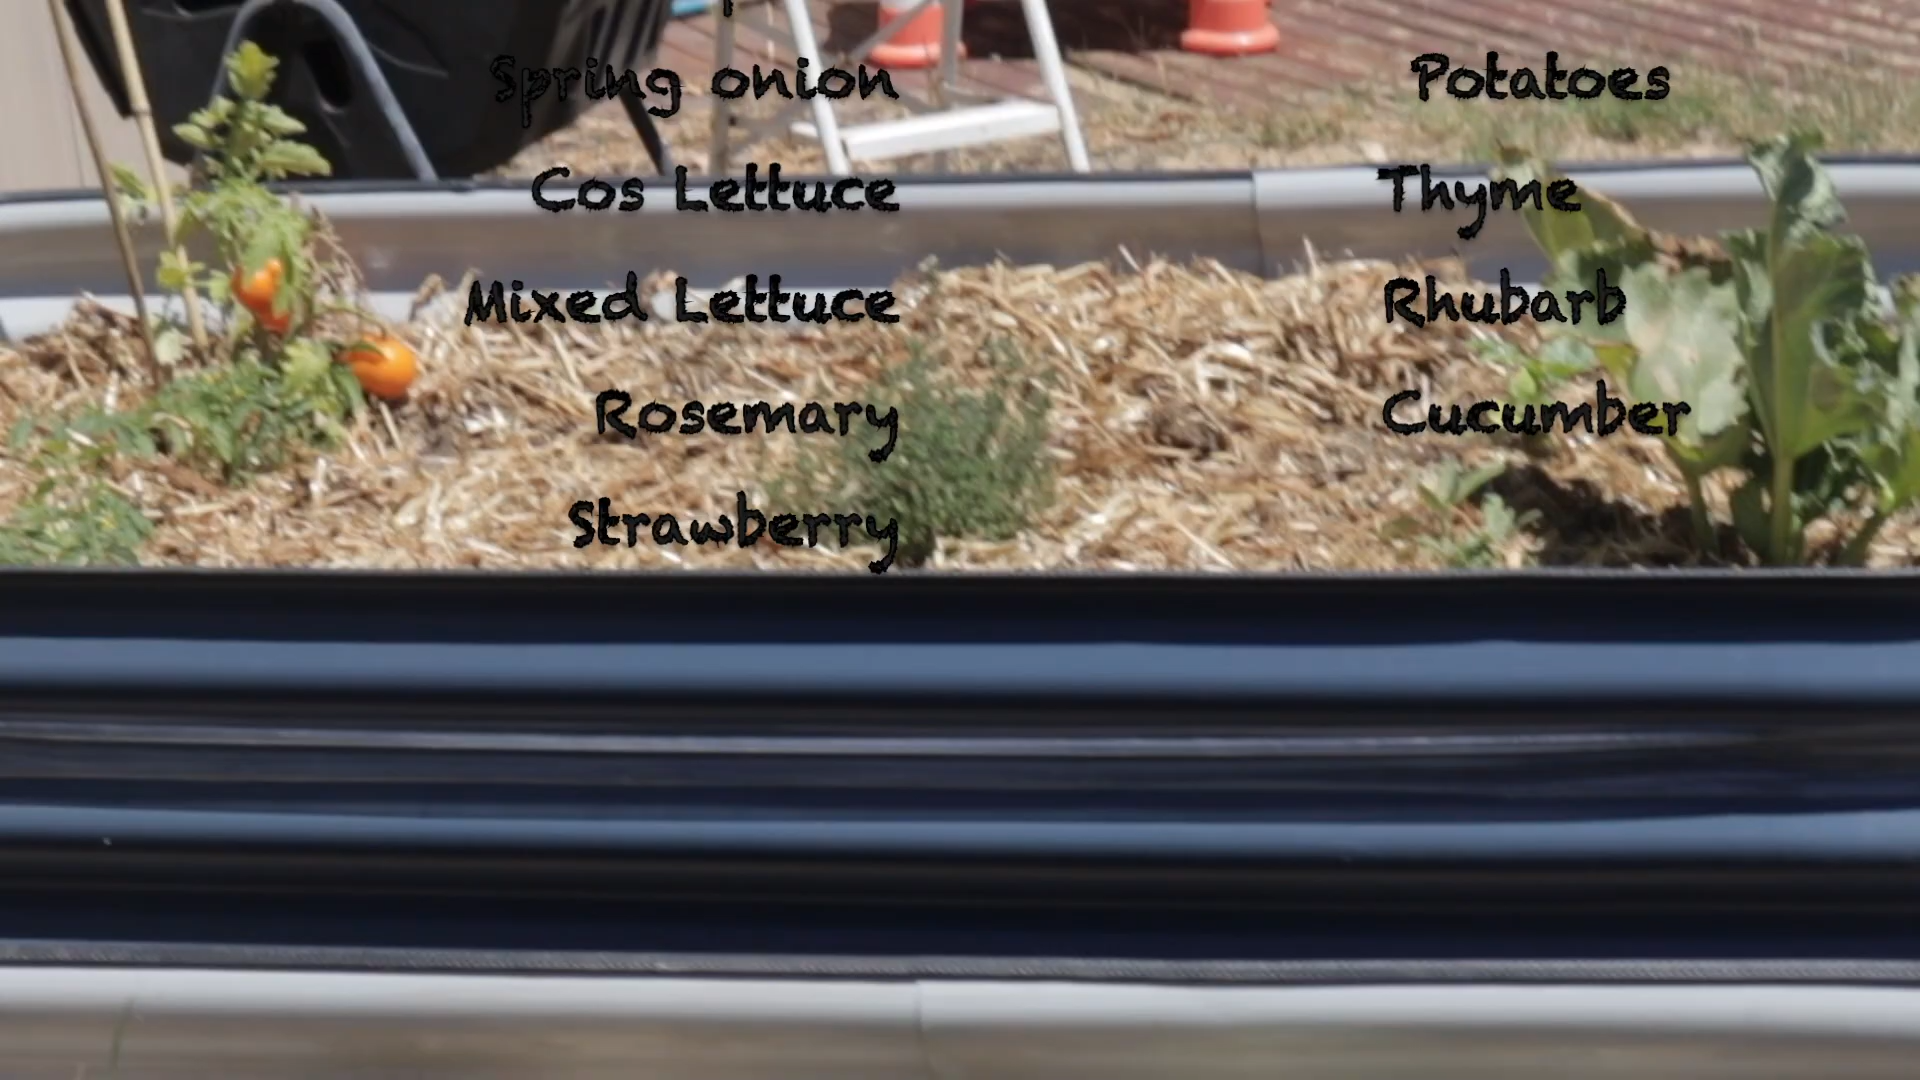 Spring onion
Potatoes
Cos Lettuce
Thyme
Mixed Lettuce
Rhubarb
Rosemary
Cucumber
Strawberry